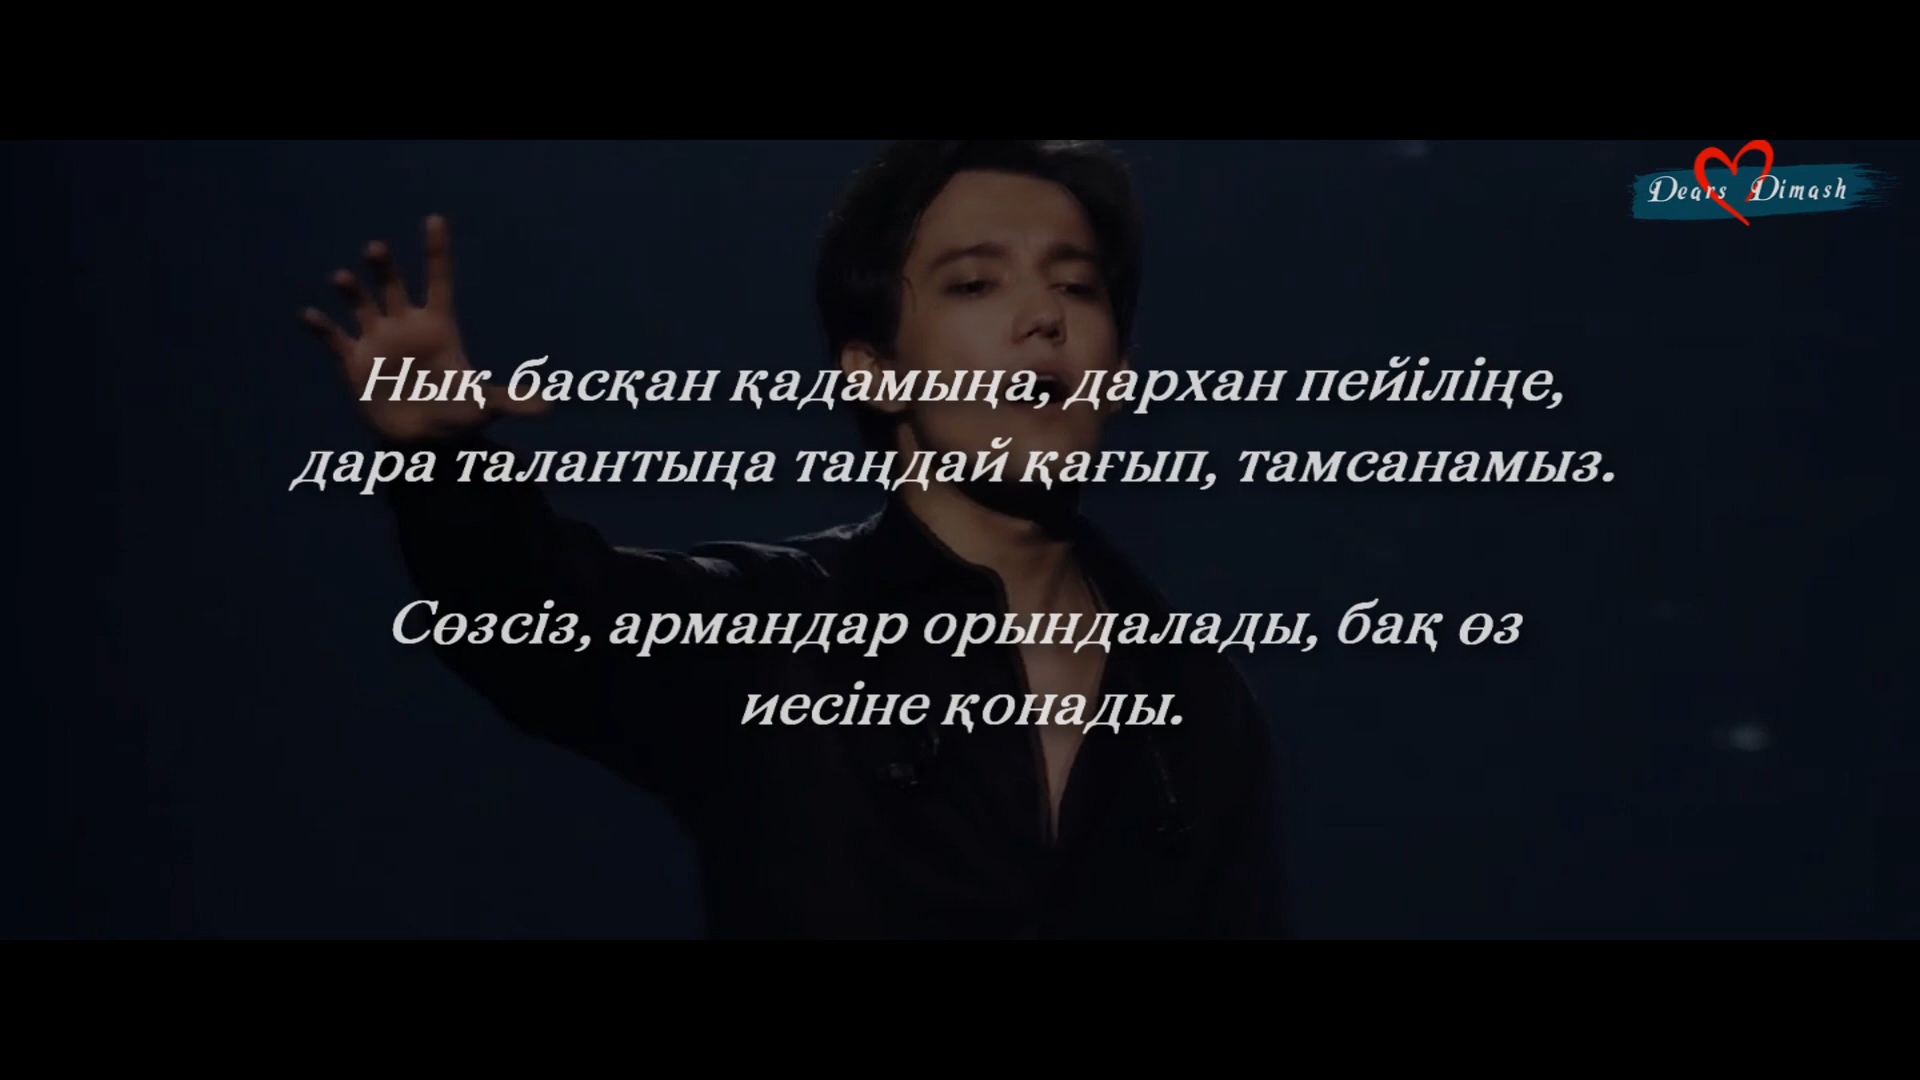 Dears Dimash
Нық басқан қадамыңа, дархан пейіліңе,
дара талантыңа таңдай қағып, тамсанамыз.
Сөзсіз, армандар орындалады, бақ өз
иесіне қонады.